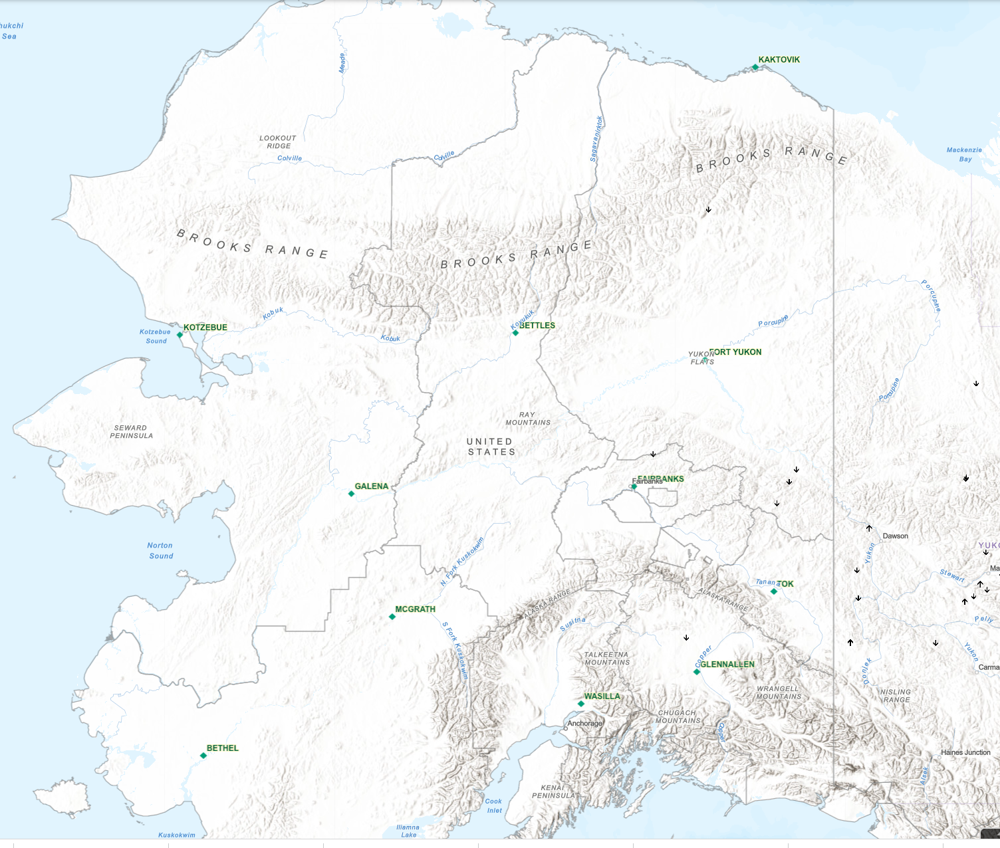 Sea
KAKTOVIK
Meade
LOOKOUT
RIDGE
Colville
Colville
Sagavanirktok
BROOKS RANGE
Mackenzie
Bay
BROOKS RANGE
BROOKS RANGE
Porcupine
Kotzebue
Sound
KOTZEBUE
Kobuk
Kobuk
Koyukuk
BETTLES
Porcupine
YUKON
FLATS
FORT YUKON
Porcupine
SEWARD
PENINSULA
RAY
MOUNTAINS
UNITED
STATES
GALENA
FAIRBANKS
Fairbanks
Norton
Sound
N. Fork Kuskokwim
Dawson
Yukon
Stewart
Tanana
TOK
ALASKA RANGE
ALASKA RANGE
MCGRATH
S Fork Kuskokwim
Susitna
Pelly
Yukon
TALKEETNA
MOUNTAINS
Copper
GLENNALLEN
Donjek
WRANGELL
MOUNTAINS
NISLING
RANGE
WASILLA
Anchorage
CHUGACH
MOUNTAINS
Copper
BETHEL
Haines Junction
Alsek
KENAI
PENINSULA
Cook
Inlet
Iliamna
Lake
Kuskokwim